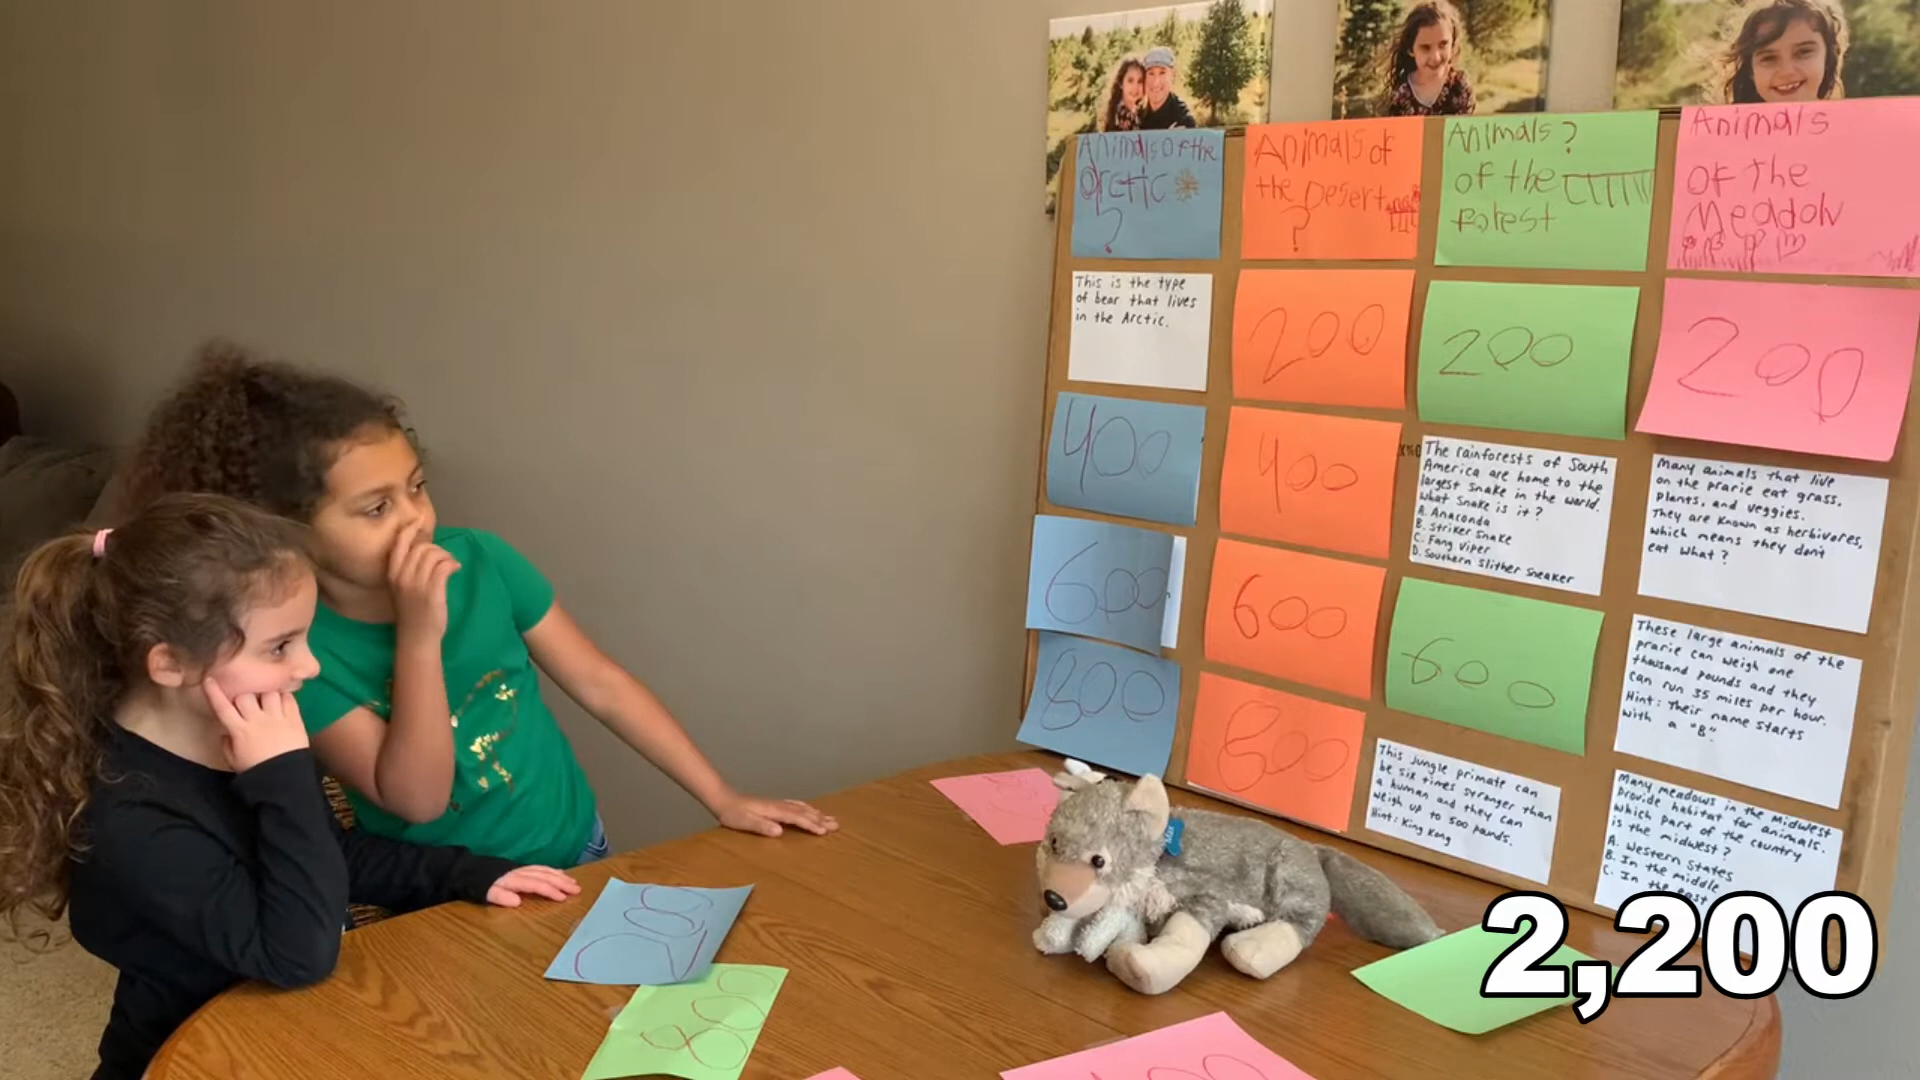 Animals Of the
Arctic
?
Animals of
the Desert
?
Animals ?
of the
forest
Animals
OF The
Meadow
This is the type
of bear that lives
in the Arctic.
200
200
200
400
400
The rainforests of South
America are home to the
largest snake in the world.
What snake is it?
A. Anaconda
B. Striker Snake
C. Fang Viper
D. Southern Slither Sneaker
Many animals that live
on the prarie eat grass,
plants, and veggies.
They are known as herbivores,
which means they don't
eat what?
600
600
600
These large animals of the
prarie can weigh one
thousand pounds and they
can run 35 miles per hour.
Hint: Their name starts
with a "B".
800
800
This jungle primate can
be six times stronger than
a human and they can
weigh up to 500 pounds.
Hint: King Kong
Many meadows in the Midwest
provide habitat for animals.
Which part of the country
is the midwest?
A. Western States
B. In the middle
C. In the East
200
800
2,200